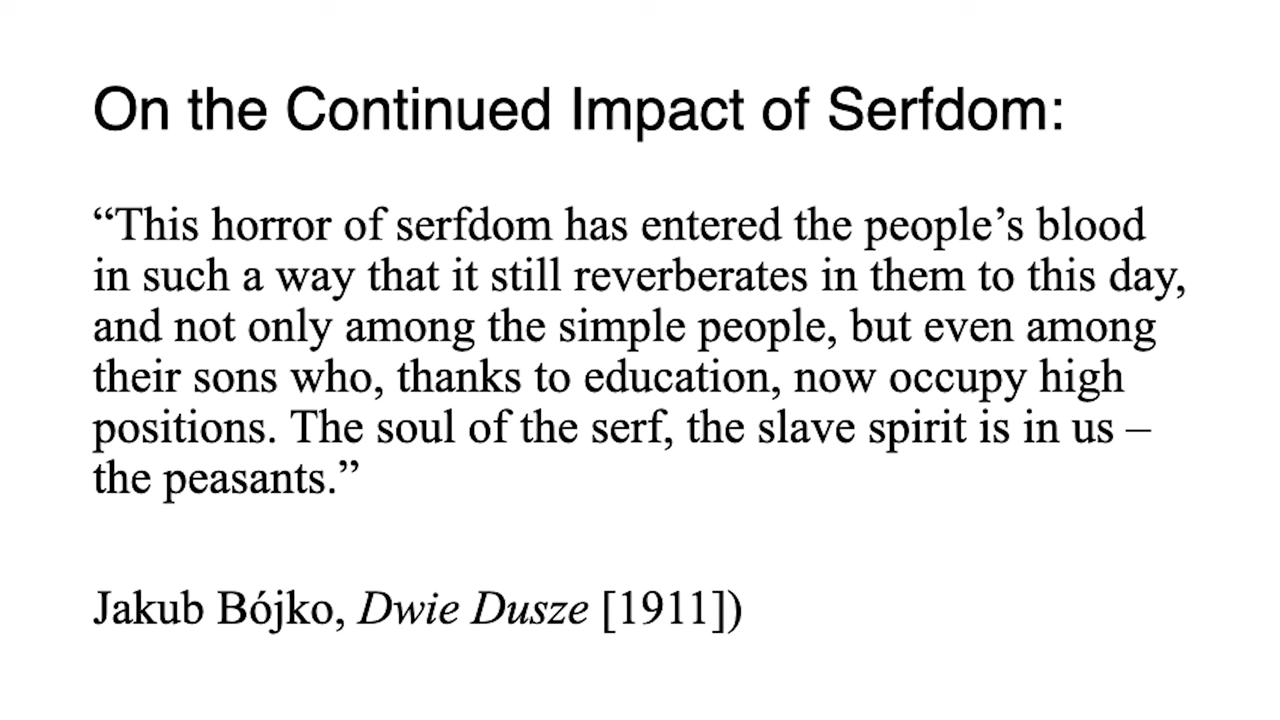 On the Continued Impact of Serfdom:
“This horror of serfdom has entered the people’s blood
in such a way that it still reverberates in them to this day,
and not only among the simple people, but even among
their sons who, thanks to education, now occupy high
positions. The soul of the serf, the slave spirit is in us –
the peasants.”
Jakub Bójko, Dwie Dusze [1911])